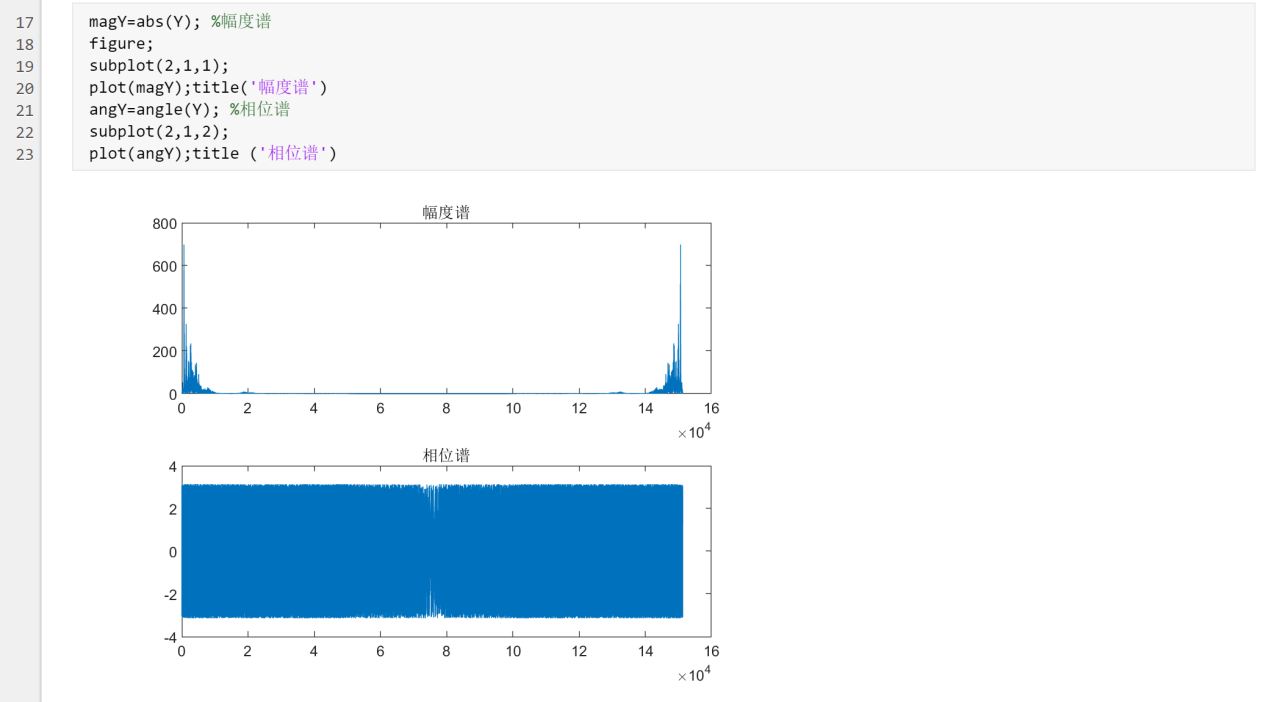 17 magY=abs(Y); %幅度谱
18 figure;
19 subplot(2,1,1);
20 plot(magY);title('幅度谱')
21 angY=angle(Y); %相位谱
22 subplot(2,1,2);
23 plot(angY);title ('相位谱')
幅度谱
800
600
400
200
0
0 2 4 6 8 10 12 14 16
×10^4
相位谱
4
2
0
-2
-4
0 2 4 6 8 10 12 14 16
×10^4